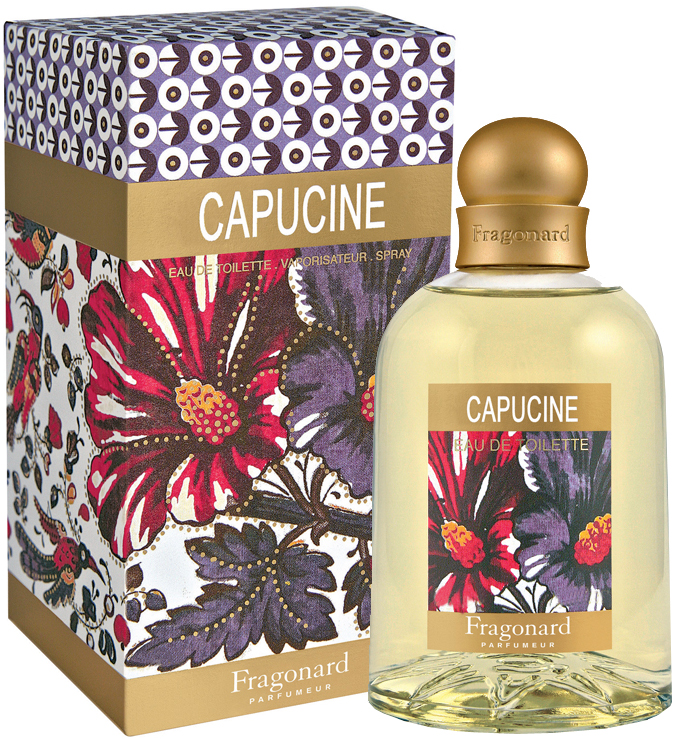 CAPUCINE
EAU DE TOILETTE . VAPORISATEUR . SPRAY
Fragonard
PARFUMEUR
Fragonard
CAPUCINE
EAU DE TOILETTE
Fragonard
PARFUMEUR